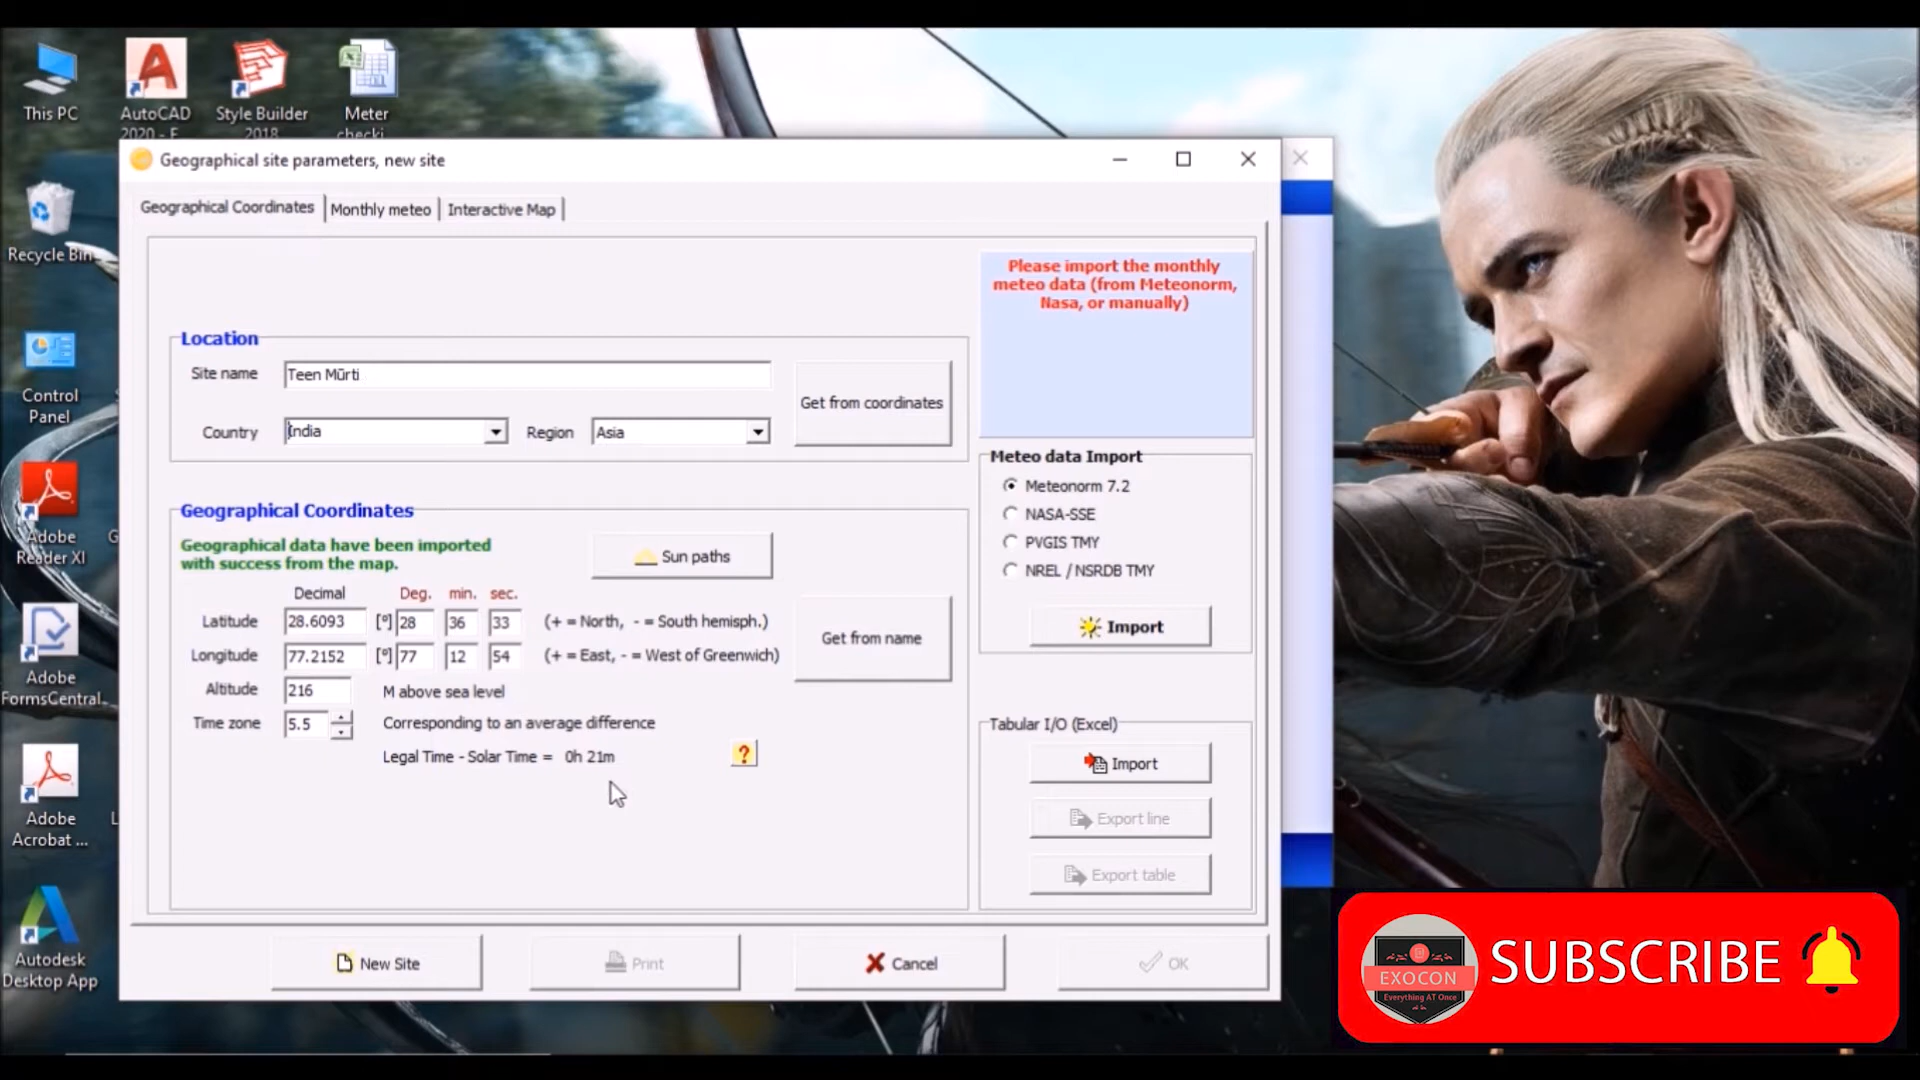 This PC
AutoCAD
2020 - E
Style Builder
2018
Meter
checki...
Recycle Bin
Control
Panel
Adobe
Reader XI
G
Adobe
FormsCentral...
Adobe
Acrobat ...
L
Autodesk
Desktop App
Geographical site parameters, new site
Geographical Coordinates
Monthly meteo
Interactive Map
Location
Site name
Teen Mūrti
Get from coordinates
Country
India
Region
Asia
Geographical Coordinates
Geographical data have been imported
with success from the map.
Sun paths
Decimal Deg. min. sec.
Latitude 28.6093 [°] 28 36 33 (+ = North, - = South hemisph.)
Longitude 77.2152 [°] 77 12 54 (+ = East, - = West of Greenwich)
Get from name
Altitude 216 M above sea level
Time zone 5.5 Corresponding to an average difference
Legal Time - Solar Time = 0h 21m
?
Please import the monthly
meteo data (from Meteonorm,
Nasa, or manually)
Meteo data Import
Meteonorm 7.2
NASA-SSE
PVGIS TMY
NREL / NSRDB TMY
Import
Tabular I/O (Excel)
Import
Export line
Export table
New Site
Print
Cancel
OK
EXOCON
Everything AT Once
SUBSCRIBE